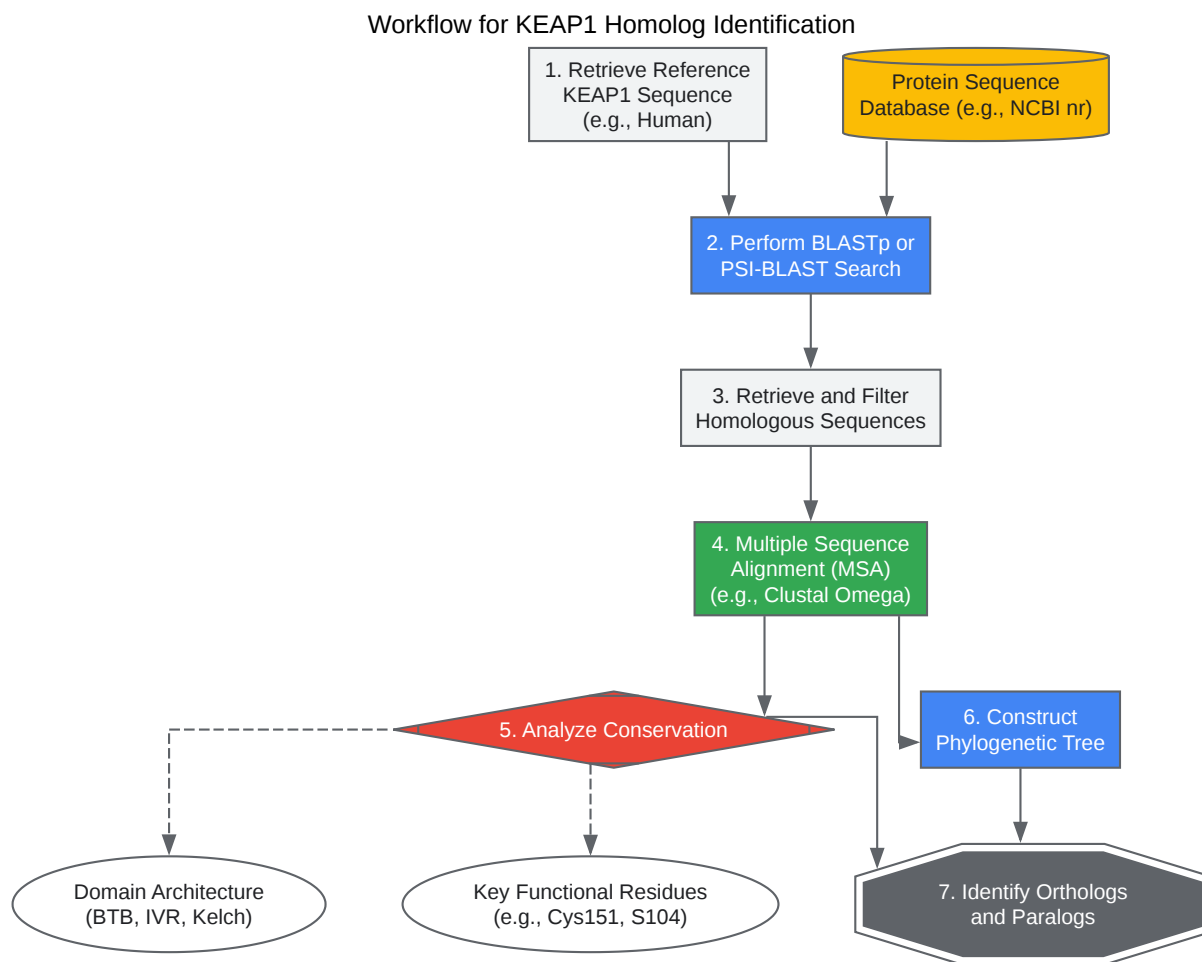 Workflow for KEAP1 Homolog Identification
1. Retrieve Reference
KEAP1 Sequence
(e.g., Human)
Protein Sequence
Database (e.g., NCBI nr)
2. Perform BLASTp or
PSI-BLAST Search
3. Retrieve and Filter
Homologous Sequences
4. Multiple Sequence
Alignment (MSA)
(e.g., Clustal Omega)
5. Analyze Conservation
6. Construct
Phylogenetic Tree
Domain Architecture
(BTB, IVR, Kelch)
Key Functional Residues
(e.g., Cys151, S104)
7. Identify Orthologs
and Paralogs